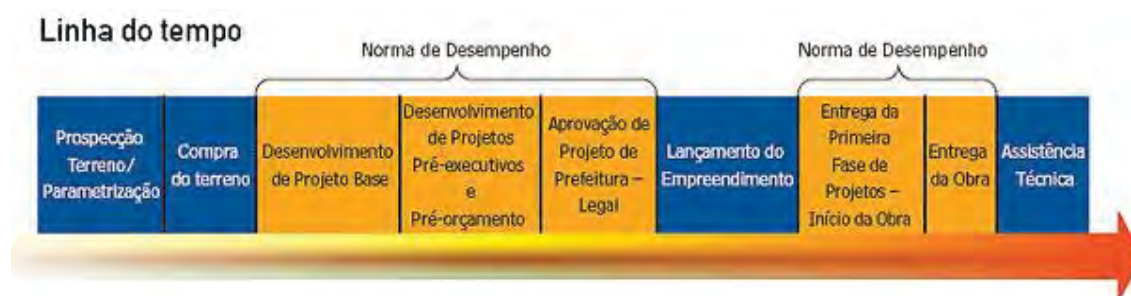 Linha do tempo
Norma de Desempenho
Norma de Desempenho
Prospecção
Terreno/
Parametrização
Compra
do terreno
Desenvolvimento
de Projeto Base
Desenvolvimento
de Projetos
Pré-executivos
e
Pré-orçamento
Aprovação de
Projeto de
Prefeitura –
Legal
Lançamento do
Empreendimento
Entrega da
Primeira
Fase de
Projetos –
Início da Obra
Entrega
da Obra
Assistência
Técnica